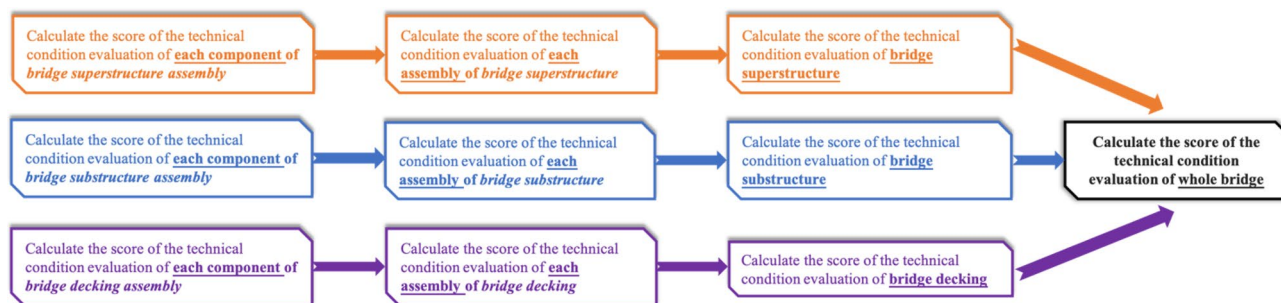 Calculate the score of the technical
condition evaluation of each component of
bridge superstructure assembly
Calculate the score of the technical
condition evaluation of each
assembly of bridge superstructure
Calculate the score of the technical
condition evaluation of bridge
superstructure
Calculate the score of the technical
condition evaluation of each component of
bridge substructure assembly
Calculate the score of the technical
condition evaluation of each
assembly of bridge substructure
Calculate the score of the technical
condition evaluation of bridge
substructure
Calculate the score of the
technical condition
evaluation of whole bridge
Calculate the score of the technical
condition evaluation of each component of
bridge decking assembly
Calculate the score of the technical
condition evaluation of each
assembly of bridge decking
Calculate the score of the technical
condition evaluation of bridge decking